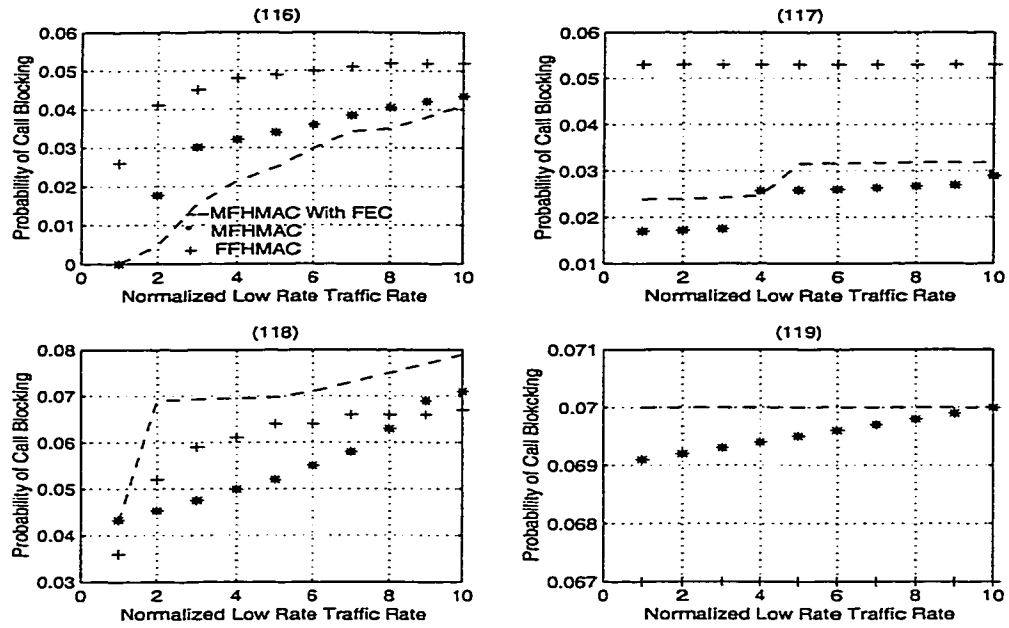 (116)
Probability of Call Blocking
0.06
0.05
0.04
0.03
0.02
0.01
0
MFHMAC With FEC
MFHMAC
FFHMAC
0 2 4 6 8 10
Normalized Low Rate Traffic Rate
(117)
Probability of Call Blocking
0.06
0.05
0.04
0.03
0.02
0.01
0 2 4 6 8 10
Normalized Low Rate Traffic Rate
(118)
Probability of Call Blocking
0.08
0.07
0.06
0.05
0.04
0.03
0 2 4 6 8 10
Normalized Low Rate Traffic Rate
(119)
Probability of Call Blokcking
0.071
0.07
0.069
0.068
0.067
0 2 4 6 8 10
Normalized Low Rate Traffic Rate